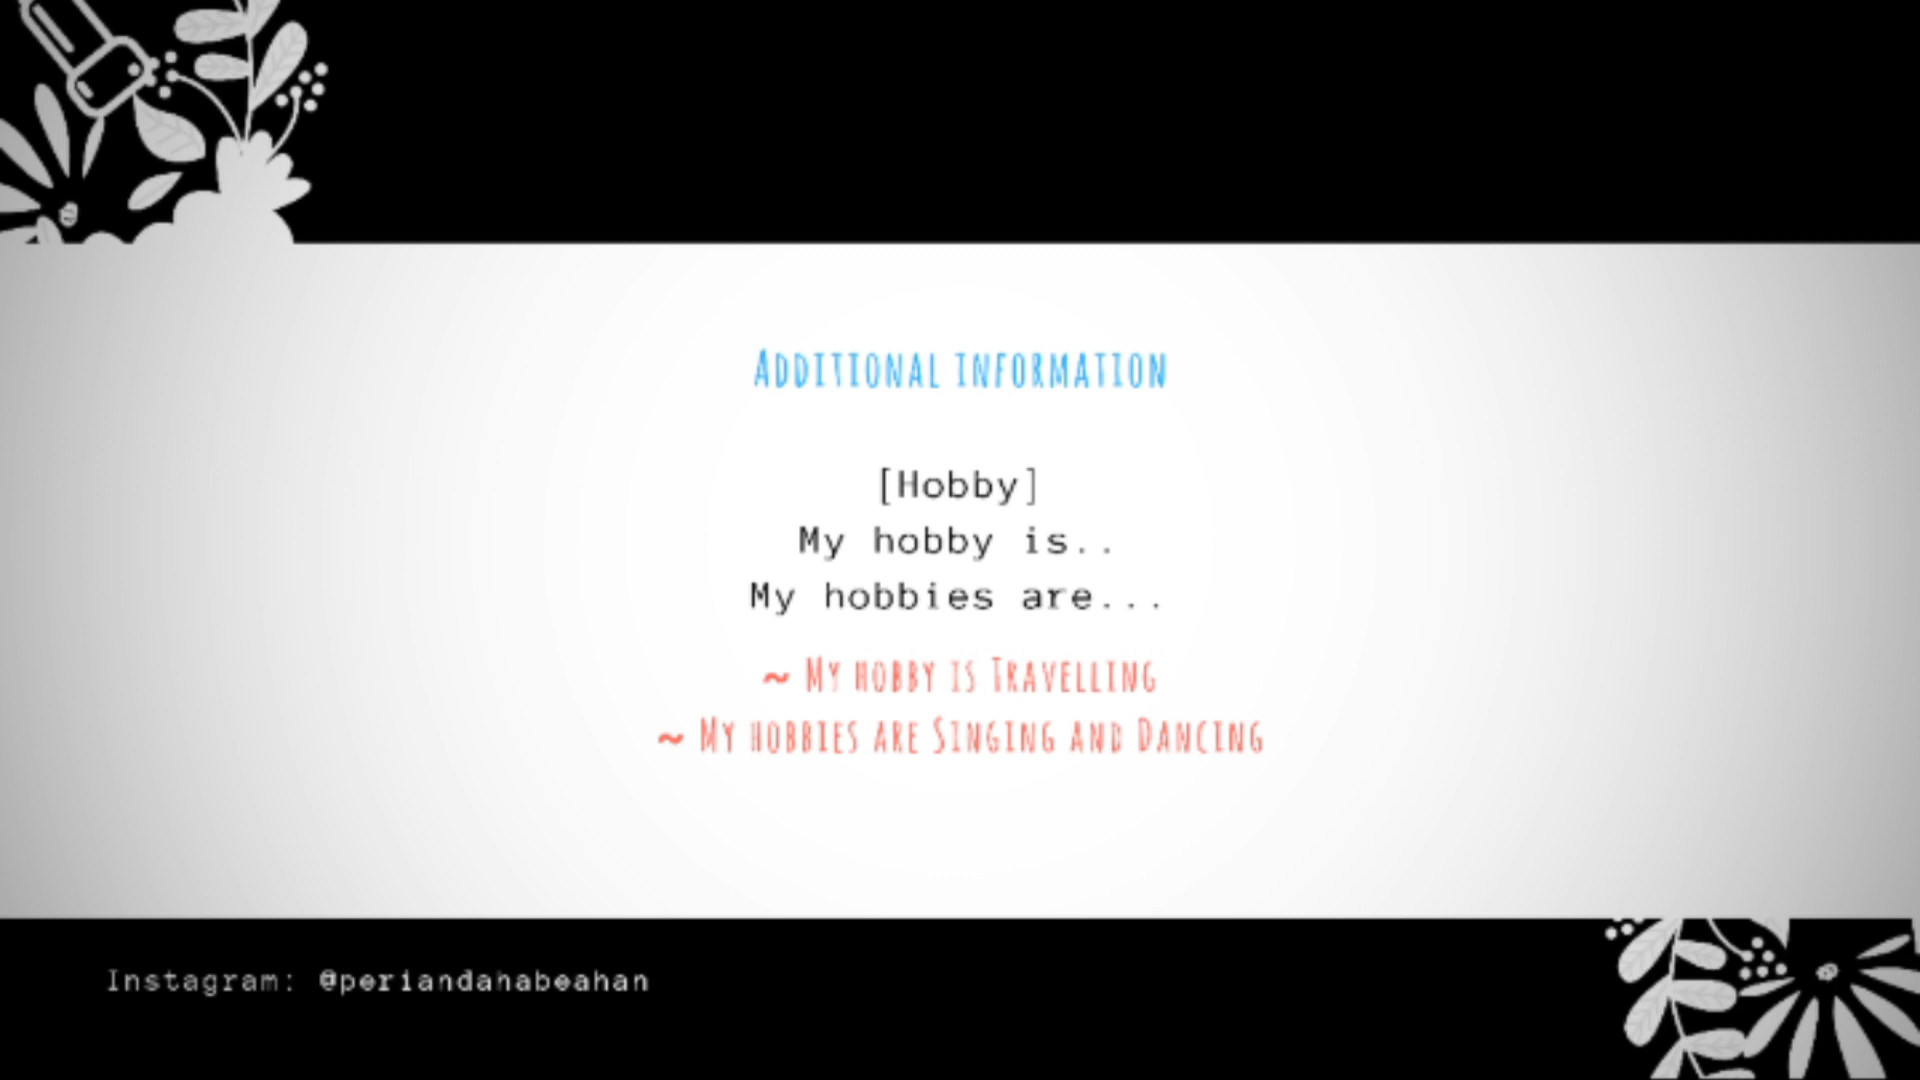 Additional information
[Hobby]
My hobby is..
My hobbies are...
~ My hobby is Travelling
~ My hobbies are Singing and Dancing
Instagram: @periandahabeahan